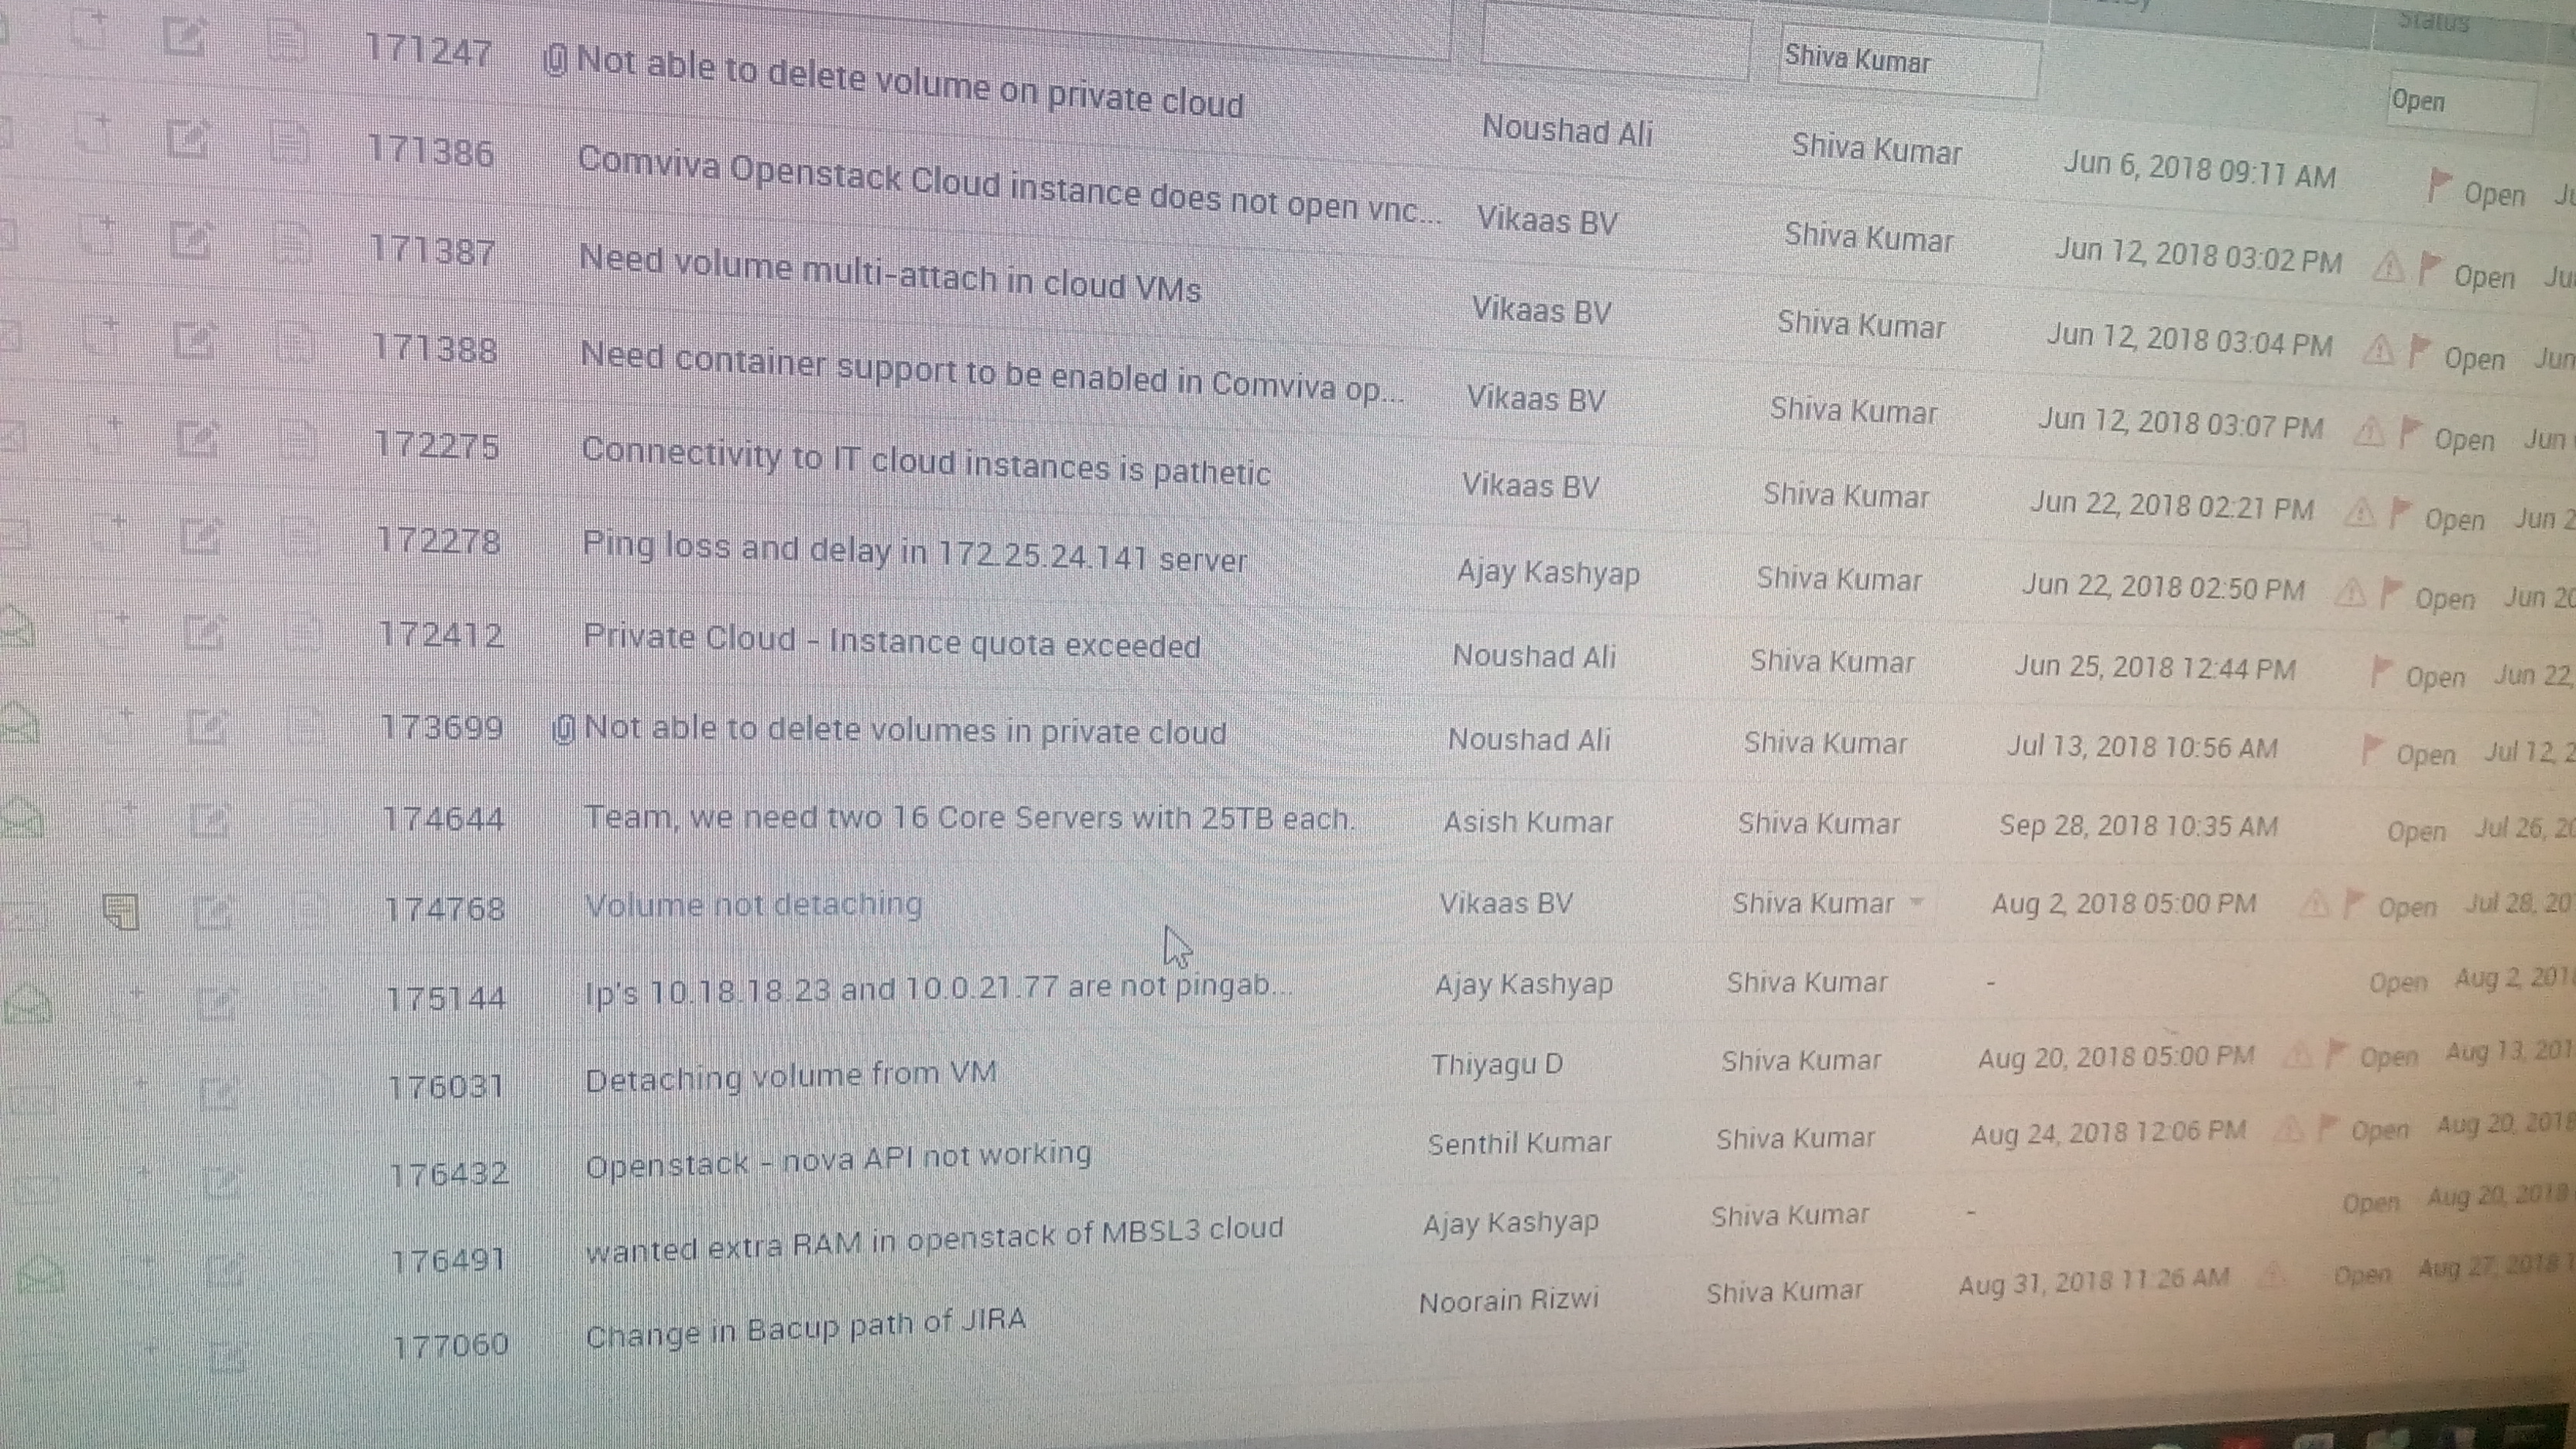 Status
Shiva Kumar Open
171247 Not able to delete volume on private cloud Noushad Ali Shiva Kumar Jun 6, 2018 09:11 AM Open
171386 Comviva Openstack Cloud instance does not open vnc... Vikaas BV Shiva Kumar Jun 12, 2018 03:02 PM Open
171387 Need volume multi-attach in cloud VMs Vikaas BV Shiva Kumar Jun 12, 2018 03:04 PM Open Jun
171388 Need container support to be enabled in Comviva op... Vikaas BV Shiva Kumar Jun 12, 2018 03:07 PM Open Jun
172275 Connectivity to IT cloud instances is pathetic Vikaas BV Shiva Kumar Jun 22, 2018 02:21 PM Open Jun 2
172278 Ping loss and delay in 172.25.24.141 server Ajay Kashyap Shiva Kumar Jun 22, 2018 02:50 PM Open Jun 20
172412 Private Cloud - Instance quota exceeded Noushad Ali Shiva Kumar Jun 25, 2018 12:44 PM Open Jun 22,
173699 Not able to delete volumes in private cloud Noushad Ali Shiva Kumar Jul 13, 2018 10:56 AM Open Jul 12, 2
174644 Team, we need two 16 Core Servers with 25TB each. Asish Kumar Shiva Kumar Sep 28, 2018 10:35 AM Open Jul 26, 20
174768 Volume not detaching Vikaas BV Shiva Kumar Aug 2, 2018 05:00 PM Open Jul 28, 20
175144 Ip's 10.18.18.23 and 10.0.21.77 are not pingab... Ajay Kashyap Shiva Kumar - Open Aug 2, 201
176031 Detaching volume from VM Thiyagu D Shiva Kumar Aug 20, 2018 05:00 PM Open Aug 13, 201
176432 Openstack - nova API not working Senthil Kumar Shiva Kumar Aug 24, 2018 12:06 PM Open Aug 20, 2018
176491 wanted extra RAM in openstack of MBSL3 cloud Ajay Kashyap Shiva Kumar - Open Aug 20, 2018
177060 Change in Bacup path of JIRA Noorain Rizwi Shiva Kumar Aug 31, 2018 11:26 AM Open Aug 27, 2018